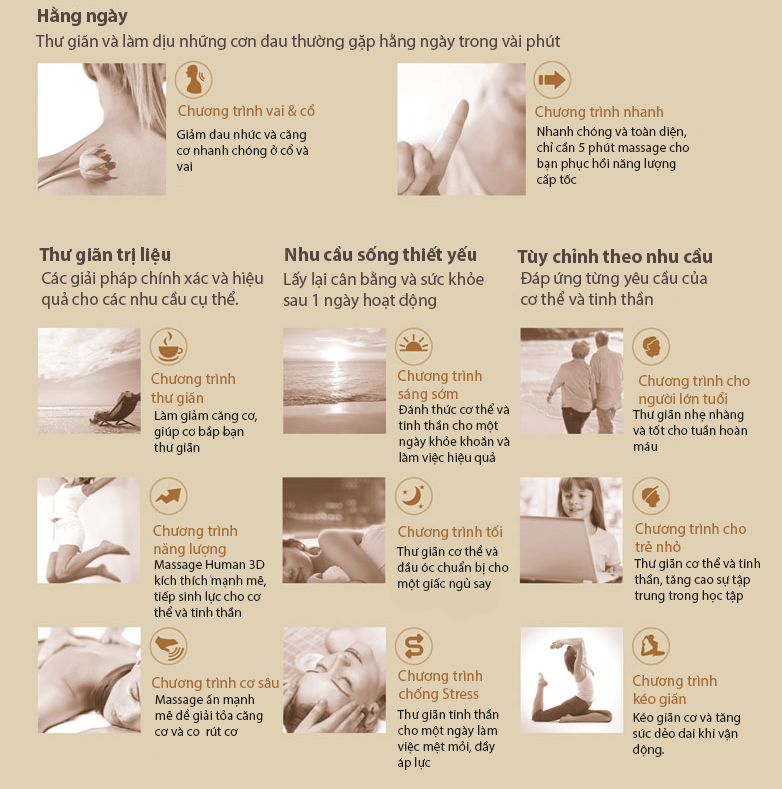 Hằng ngày
Thư giãn và làm dịu những cơn đau thường gặp hằng ngày trong vài phút
Chương trình vai & cổ
Giảm đau nhức và căng
cơ nhanh chóng ở cổ và
vai
Chương trình nhanh
Nhanh chóng và toàn diện,
chỉ cần 5 phút massage cho
bạn phục hồi năng lượng
cấp tốc
Thư giãn trị liệu
Các giải pháp chính xác và hiệu
quả cho các nhu cầu cụ thể.
Chương trình
thư giãn
Làm giảm căng cơ,
giúp cơ bắp bạn
thư giãn
Chương trình
năng lượng
Massage Human 3D
kích thích mạnh mẽ,
tiếp sinh lực cho cơ
thể và tinh thần
Chương trình cơ sâu
Massage ấn mạnh
mẽ để giải tỏa căng
cơ và co rút cơ
Nhu cầu sống thiết yếu
Lấy lại cân bằng và sức khỏe
sau 1 ngày hoạt động
Chương trình
sáng sớm
Đánh thức cơ thể và
tinh thần cho một
ngày khỏe khoắn và
làm việc hiệu quả
Chương trình tối
Thư giãn cơ thể và
đầu óc chuẩn bị cho
một giấc ngủ say
Chương trình
chống Stress
Thư giãn tinh thần
cho một ngày làm
việc mệt mỏi, đầy
áp lực
Tùy chỉnh theo nhu cầu
Đáp ứng từng yêu cầu của
cơ thể và tinh thần
Chương trình cho
người lớn tuổi
Thư giãn nhẹ nhàng
và tốt cho tuần hoàn
máu
Chương trình cho
trẻ nhỏ
Thư giãn cơ thể và tinh
thần, tăng cao sự tập
trung trong học tập
Chương trình
kéo giãn
Kéo giãn cơ và tăng
sức dẻo dai khi vận
động.